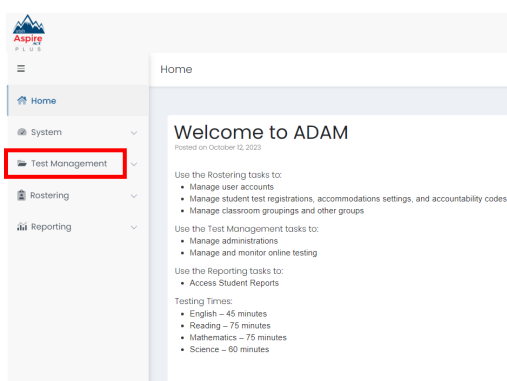 Aspire
ACT
PLUS
Home
Home
System
Test Management
Rostering
Reporting
Welcome to ADAM
Posted on October 12, 2023
Use the Rostering tasks to:
• Manage user accounts
• Manage student test registrations, accommodations settings, and accountability codes
• Manage classroom groupings and other groups
Use the Test Management tasks to:
• Manage administrations
• Manage and monitor online testing
Use the Reporting tasks to:
• Access Student Reports
Testing Times:
• English – 45 minutes
• Reading – 75 minutes
• Mathematics – 75 minutes
• Science – 60 minutes